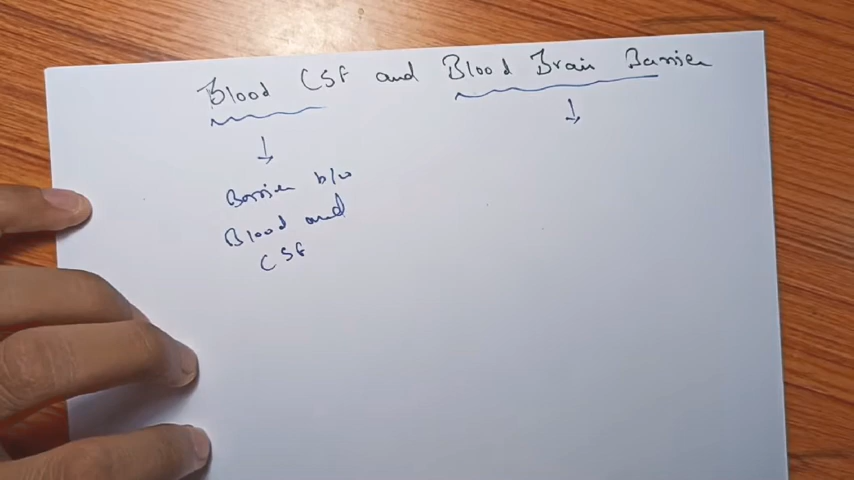 Blood CSF and Blood Brain Barrier
Barrier b/w
Blood and
CSF